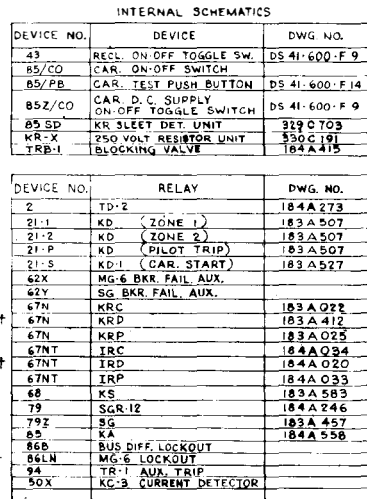 INTERNAL SCHEMATICS
DEVICE NO. DEVICE DWG. NO.
43 RECL. ON-OFF TOGGLE SW. DS 41-600-F 9
85/CO CAR. ON-OFF SWITCH
85/PB CAR. TEST PUSH BUTTON DS 41-600-F 14
85Z/CO CAR. D.C. SUPPLY ON-OFF TOGGLE SWITCH DS 41-600-F 9
85 SD KR SLEET DET. UNIT 329 C 703
KR-X 250 VOLT RESISTOR UNIT 330 C 191
TRB-1 BLOCKING VALVE 184 A 415
DEVICE NO. RELAY DWG. NO.
2 TD-2 184 A 273
21-1 KD (ZONE 1) 183 A 507
21-2 KD (ZONE 2) 183 A 507
21-P KD (PILOT TRIP) 183 A 507
21-S KD-1 (CAR. START) 183 A 527
62X MG-6 BKR. FAIL. AUX.
62Y SG BKR. FAIL. AUX.
67N KRC 183 A 022
67N KRD 183 A 412
67N KRP 183 A 025
67NT IRC 184 A 034
67NT IRD 184 A 020
67NT IRP 184 A 033
68 KS 183 A 583
79 SGR-12 184 A 246
79Z SG 183 A 457
85 KA 184 A 558
86B BUS DIFF. LOCKOUT
86LN MG-6 LOCKOUT
94 TR-1 AUX. TRIP
50X KC-3 CURRENT DETECTOR